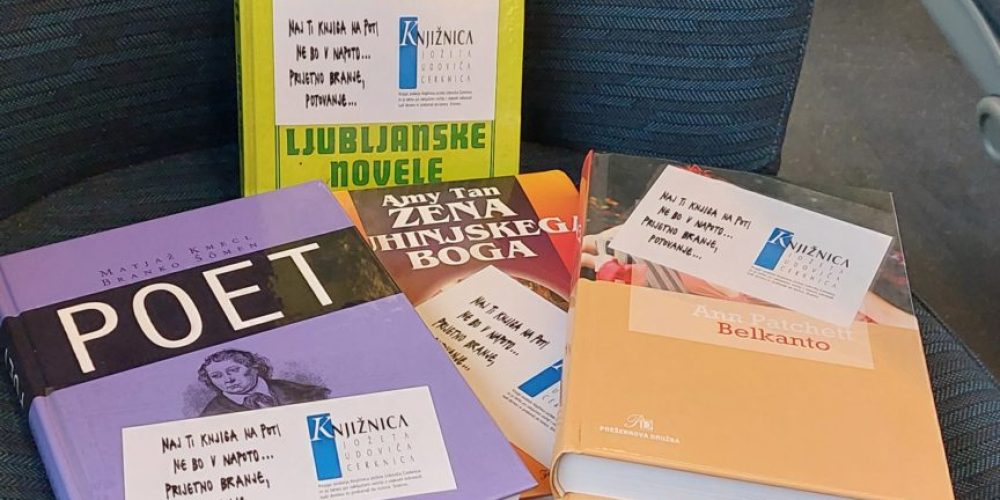 NAJ TI KNJIGA NA POTI
NE BO V NAPOTO...
PRIJETNO BRANJE,
POTOVANJE...
KNJIŽNICA
JOŽETA
UDOVIČA
CERKNICA
LJUBLJANSKE
NOVELE
MATJAŽ KMECL
BRANKO ŠÖMEN
POET
NAJ TI KNJIGA NA POTI
NE BO V NAPOTO...
PRIJETNO BRANJE,
KNJIŽNICA
JOŽETA
UDOVIČA
CERKNICA
Amy Tan
ŽENA
UHINJSKEGA
BOGA
NAJ TI KNJIGA NA POTI
NE BO V NAPOTO...
PRIJETNO BRANJE,
POTOVANJE...
NAJ TI KNJIGA NA POTI
NE BO V NAPOTO...
PRIJETNO BRANJE,
POTOVANJE...
KNJIŽNICA
JOŽETA
UDOVIČA
CERKNICA
Ann Patchett
Belkanto
PREŠERNOVA DRUŽBA